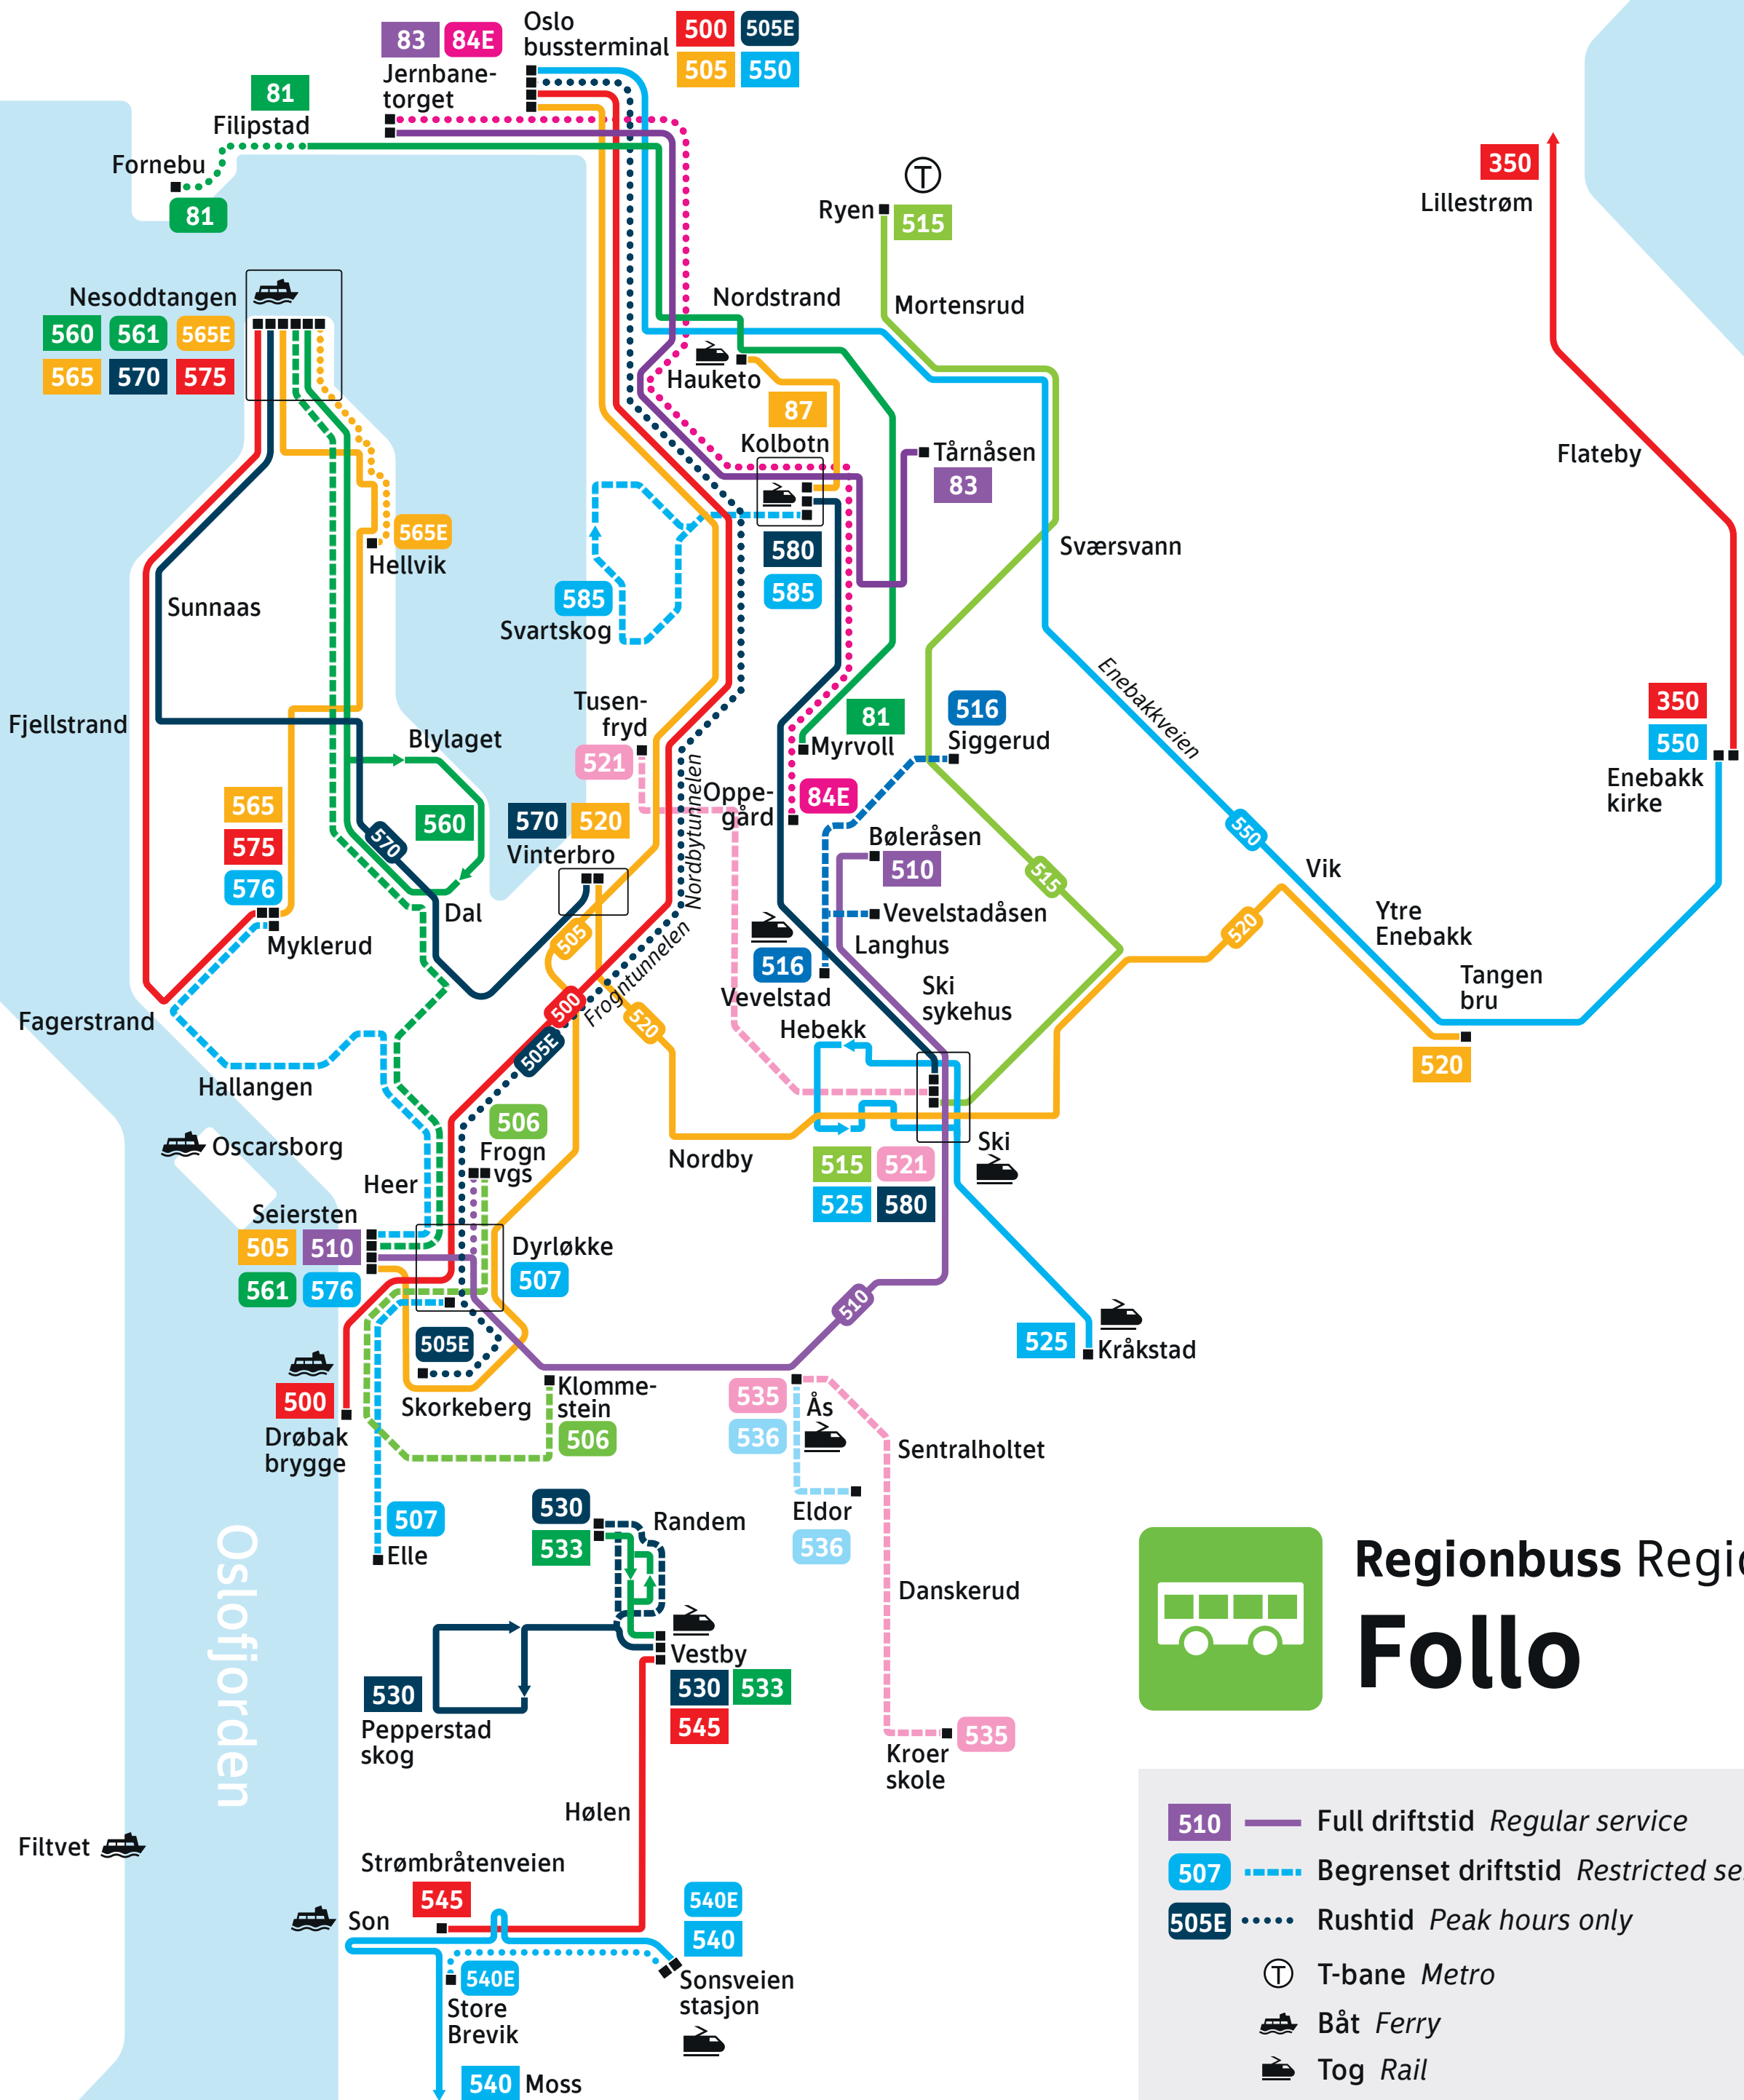 83 84E
Jernbane-
torget
Oslo
bussterminal
500 505E
505 550
81
Filipstad
Fornebu
81
T
Ryen
515
350
Lillestrøm
Nesoddtangen
560 561 565E
565 570 575
Nordstrand
Mortensrud
Hauketo
87
Kolbotn
Tårnåsen
83
Flateby
565E
Hellvik
580
585
Sværsvann
Sunnaas
585
Svartskog
Fjellstrand
Tusen-
fryd
521
81
Myrvoll
516
Siggerud
Enebakkveien
350
550
Enebakk
kirke
Blylaget
Nordbytunnelen
Oppe-
gård
84E
565
575
576
560
570
570 520
Vinterbro
Bøleråsen
510
515
550
Vik
Myklerud
Dal
505
Vevelstadåsen
Langhus
520
Ytre
Enebakk
516
Vevelstad
Ski
sykehus
Tangen
bru
Fagerstrand
500
Frogntunnelen
520
Hebekk
505E
520
Hallangen
506
Frogn
vgs
Oscarsborg
Nordby
Ski
515 521
525 580
Heer
Seiersten
505 510
561 576
Dyrløkke
507
510
505E
525
Kråkstad
500
Drøbak
brygge
Skorkeberg
Klomme-
stein
506
535
536
Ås
Sentralholtet
507
Elle
530
533
Randem
Eldor
536
Regionbuss Regio
Follo
Danskerud
Oslofjorden
Vestby
530 533
545
530
Pepperstad
skog
535
Kroer
skole
Hølen
Filtvet
Strømbråtenveien
545
Son
540E
540
540E
Store
Brevik
Sonsveien
stasjon
540 Moss
510 Full driftstid Regular service
507 Begrenset driftstid Restricted se
505E Rushtid Peak hours only
T T-bane Metro
Båt Ferry
Tog Rail